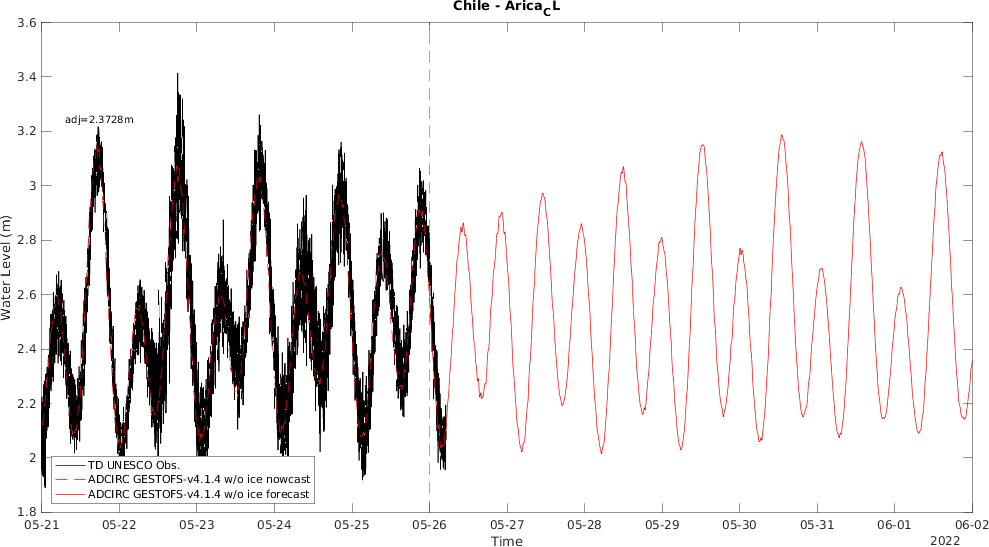 Chile - Arica_CL
3.6
3.4
3.2
3
2.8
2.6
2.4
2.2
2
1.8
Water Level (m)
adj=2.3728m
TD UNESCO Obs.
ADCIRC GESTOFS-v4.1.4 w/o ice nowcast
ADCIRC GESTOFS-v4.1.4 w/o ice forecast
05-21 05-22 05-23 05-24 05-25 05-26 05-27 05-28 05-29 05-30 05-31 06-01 06-02
Time
2022